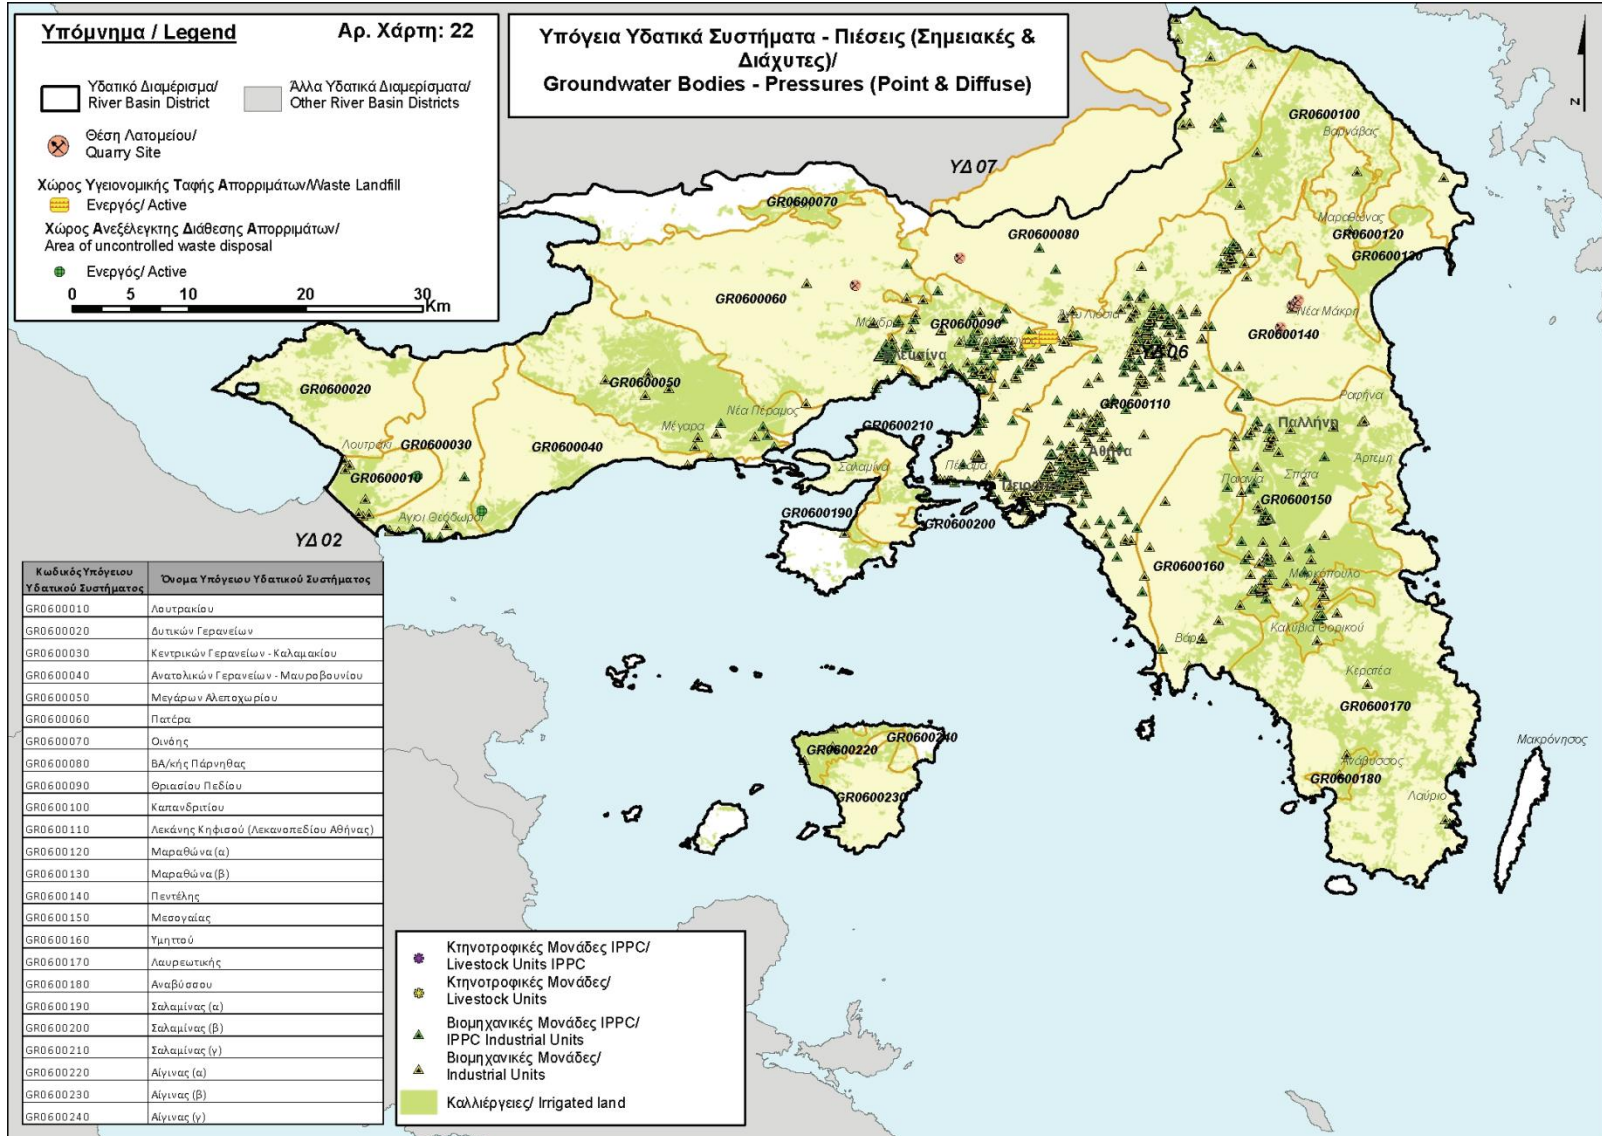 Υπόμνημα / Legend
Αρ. Χάρτη: 22
Υδατικό Διαμέρισμα/
River Basin District
Άλλα Υδατικά Διαμερίσματα/
Other River Basin Districts
Θέση Λατομείου/
Quarry Site
Χώρος Υγειονομικής Ταφής Απορριμάτων/Waste Landfill
Ενεργός/ Active
Χώρος Ανεξέλεγκτης Διάθεσης Απορριμάτων/
Area of uncontrolled waste disposal
Ενεργός/ Active
0 5 10 20 30
Km
Υπόγεια Υδατικά Συστήματα - Πιέσεις (Σημειακές &
Διάχυτες)/
Groundwater Bodies - Pressures (Point & Diffuse)
N
ΥΔ 07
GR0600100
Βαρνάβας
GR0600070
Μαραθώνας
GR0600080
GR0600120
GR0600130
GR0600060
Νέα Μάκρη
GR0600090
Άνω Λιόσια
GR0600140
ΥΔ 06
GR0600020
GR0600050
Ραφήνα
GR0600110
Νέα Πέραμος
Μέγαρα
Παλλήνη
GR0600210
Λουτράκι
GR0600030
GR0600040
Αθήνα
Άρτεμη
Σαλαμίνα
Πέραμα
GR0600010
Σπάτα
Παιανία
GR0600150
Άγιοι Θεόδωροι
GR0600190
GR0600200
ΥΔ 02
GR0600160
Μαρκόπουλο
Καλύβια Θορικού
Βάρη
Κερατέα
GR0600170
GR0600240
GR0600220
Μακρόνησος
Ανάβυσσος
GR0600180
GR0600230
Λαύριο
Κωδικός Υπόγειου
Υδατικού Συστήματος
Όνομα Υπόγειου Υδατικού Συστήματος
GR0600010 Λουτρακίου
GR0600020 Δυτικών Γερανείων
GR0600030 Κεντρικών Γερανείων - Καλαμακίου
GR0600040 Ανατολικών Γερανείων - Μαυροβουνίου
GR0600050 Μεγάρων Αλεποχωρίου
GR0600060 Πατέρα
GR0600070 Οινόης
GR0600080 ΒΑ/κής Πάρνηθας
GR0600090 Θριασίου Πεδίου
GR0600100 Καπανδριτίου
GR0600110 Λεκάνης Κηφισού (Λεκανοπεδίου Αθήνας)
GR0600120 Μαραθώνα (α)
GR0600130 Μαραθώνα (β)
GR0600140 Πεντέλης
GR0600150 Μεσογαίας
GR0600160 Υμηττού
GR0600170 Λαυρεωτικής
GR0600180 Αναβύσσου
GR0600190 Σαλαμίνας (α)
GR0600200 Σαλαμίνας (β)
GR0600210 Σαλαμίνας (γ)
GR0600220 Αίγινας (α)
GR0600230 Αίγινας (β)
GR0600240 Αίγινας (γ)
Κτηνοτροφικές Μονάδες IPPC/
Livestock Units IPPC
Κτηνοτροφικές Μονάδες/
Livestock Units
Βιομηχανικές Μονάδες IPPC/
IPPC Industrial Units
Βιομηχανικές Μονάδες/
Industrial Units
Καλλιέργειες/ Irrigated land